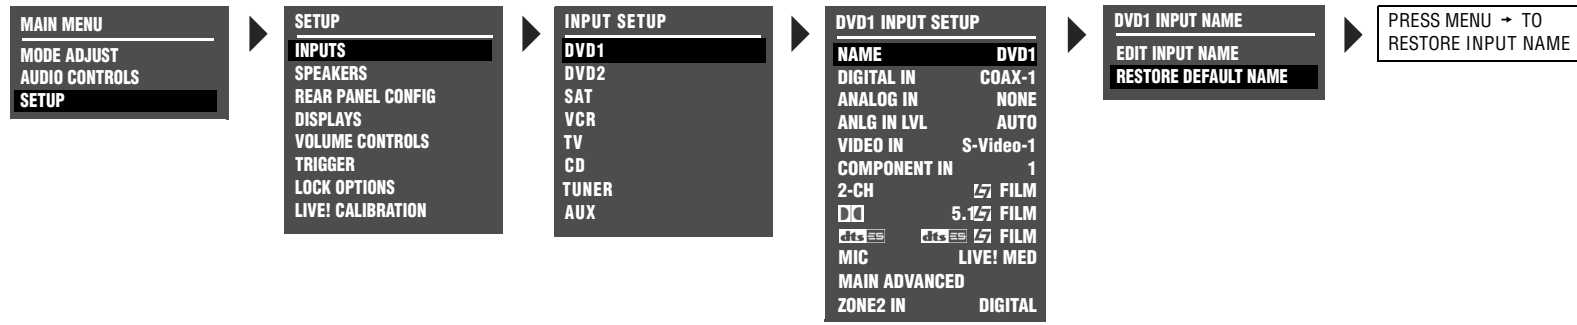 MAIN MENU
MODE ADJUST
AUDIO CONTROLS
SETUP
SETUP
INPUTS
SPEAKERS
REAR PANEL CONFIG
DISPLAYS
VOLUME CONTROLS
TRIGGER
LOCK OPTIONS
LIVE! CALIBRATION
INPUT SETUP
DVD1
DVD2
SAT
VCR
TV
CD
TUNER
AUX
DVD1 INPUT SETUP
NAME DVD1
DIGITAL IN COAX-1
ANALOG IN NONE
ANLG IN LVL AUTO
VIDEO IN S-Video-1
COMPONENT IN 1
2-CH L7 FILM
5.1L7 FILM
dts ES dts ES L7 FILM
MIC LIVE! MED
MAIN ADVANCED
ZONE2 IN DIGITAL
DVD1 INPUT NAME
EDIT INPUT NAME
RESTORE DEFAULT NAME
PRESS MENU → TO
RESTORE INPUT NAME